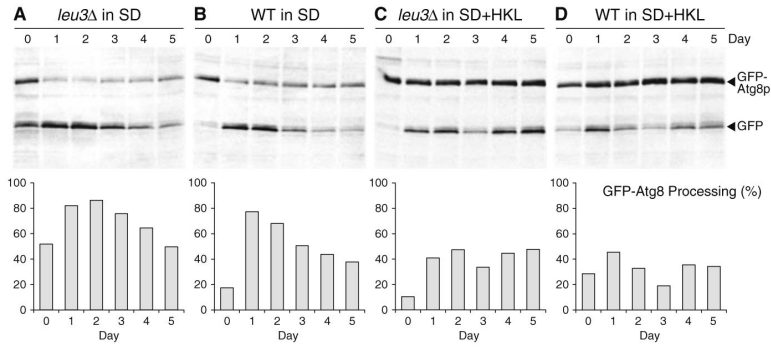 A leu3Δ in SD B WT in SD C leu3Δ in SD+HKL D WT in SD+HKL
0 1 2 3 4 5 0 1 2 3 4 5 0 1 2 3 4 5 0 1 2 3 4 5 Day
GFP-
Atg8p
GFP
GFP-Atg8 Processing (%)
100 100 100 100
80 80 80 80
60 60 60 60
40 40 40 40
20 20 20 20
0 0 0 0
0 1 2 3 4 5 0 1 2 3 4 5 0 1 2 3 4 5 0 1 2 3 4 5
Day Day Day Day